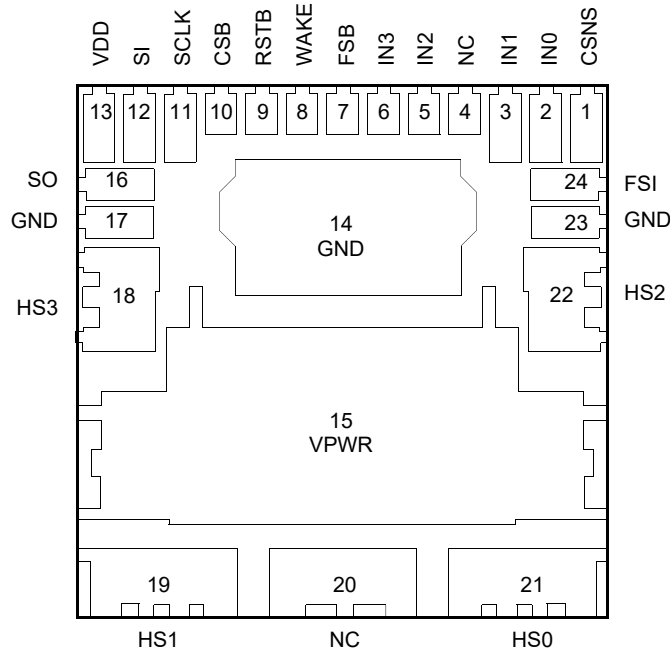 VDD
SI
SCLK
CSB
RSTB
WAKE
FSB
IN3
IN2
NC
IN1
IN0
CSNS
13 12 11 10 9 8 7 6 5 4 3 2 1
SO 16 24 FSI
GND 17 14 23 GND
GND
HS3 18 22 HS2
15
VPWR
19 20 21
HS1 NC HS0